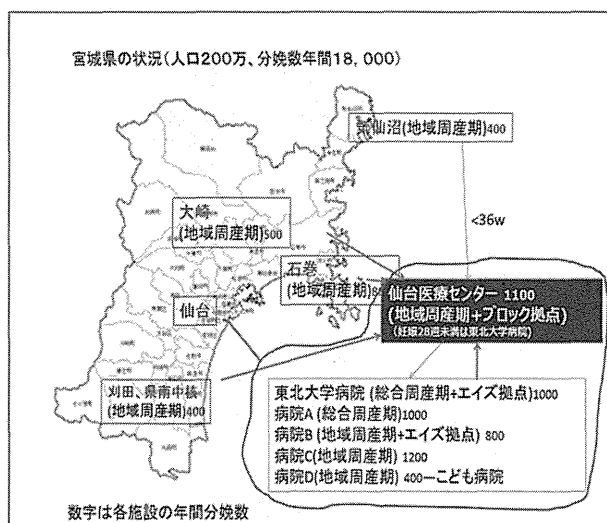 宮城県の状況(人口200万、分娩数年間18,000)
仙沼(地域周産期)400
<36w
大崎
(地域周産期)500
石巻
(地域周産期)8
仙台
仙台医療センター 1100
(地域周産期+ブロック拠点)
(妊娠28週未満は東北大学病院)
刈田、県南中核
(地域周産期)400
東北大学病院 (総合周産期+エイズ拠点)1000
病院A (総合周産期)1000
病院B (地域周産期+エイズ拠点) 800
病院C(地域周産期) 1200
病院D(地域周産期) 400ーこども病院
数字は各施設の年間分娩数